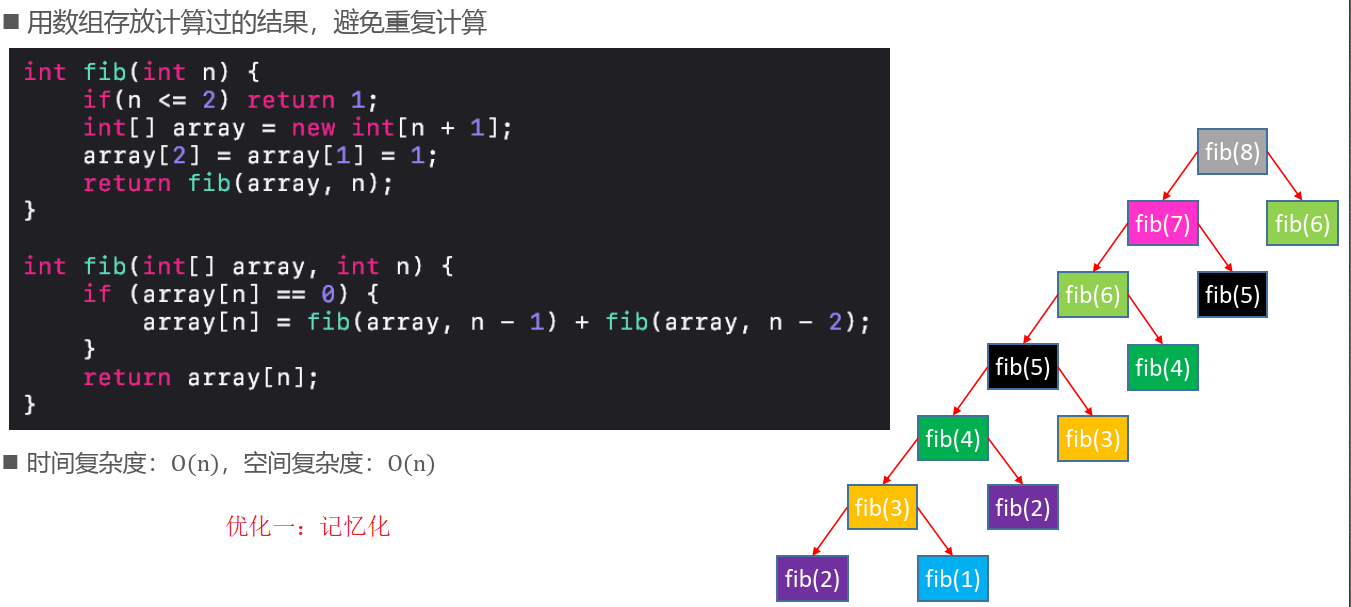 ■ 用数组存放计算过的结果，避免重复计算
int fib(int n) {
    if(n <= 2) return 1;
    int[] array = new int[n + 1];
    array[2] = array[1] = 1;
    return fib(array, n);
}
int fib(int[] array, int n) {
    if (array[n] == 0) {
        array[n] = fib(array, n - 1) + fib(array, n - 2);
    }
    return array[n];
}
■ 时间复杂度：O(n)，空间复杂度：O(n)
优化一：记忆化
fib(8)
fib(7) fib(6)
fib(6) fib(5)
fib(5) fib(4)
fib(4) fib(3)
fib(3) fib(2)
fib(2) fib(1)